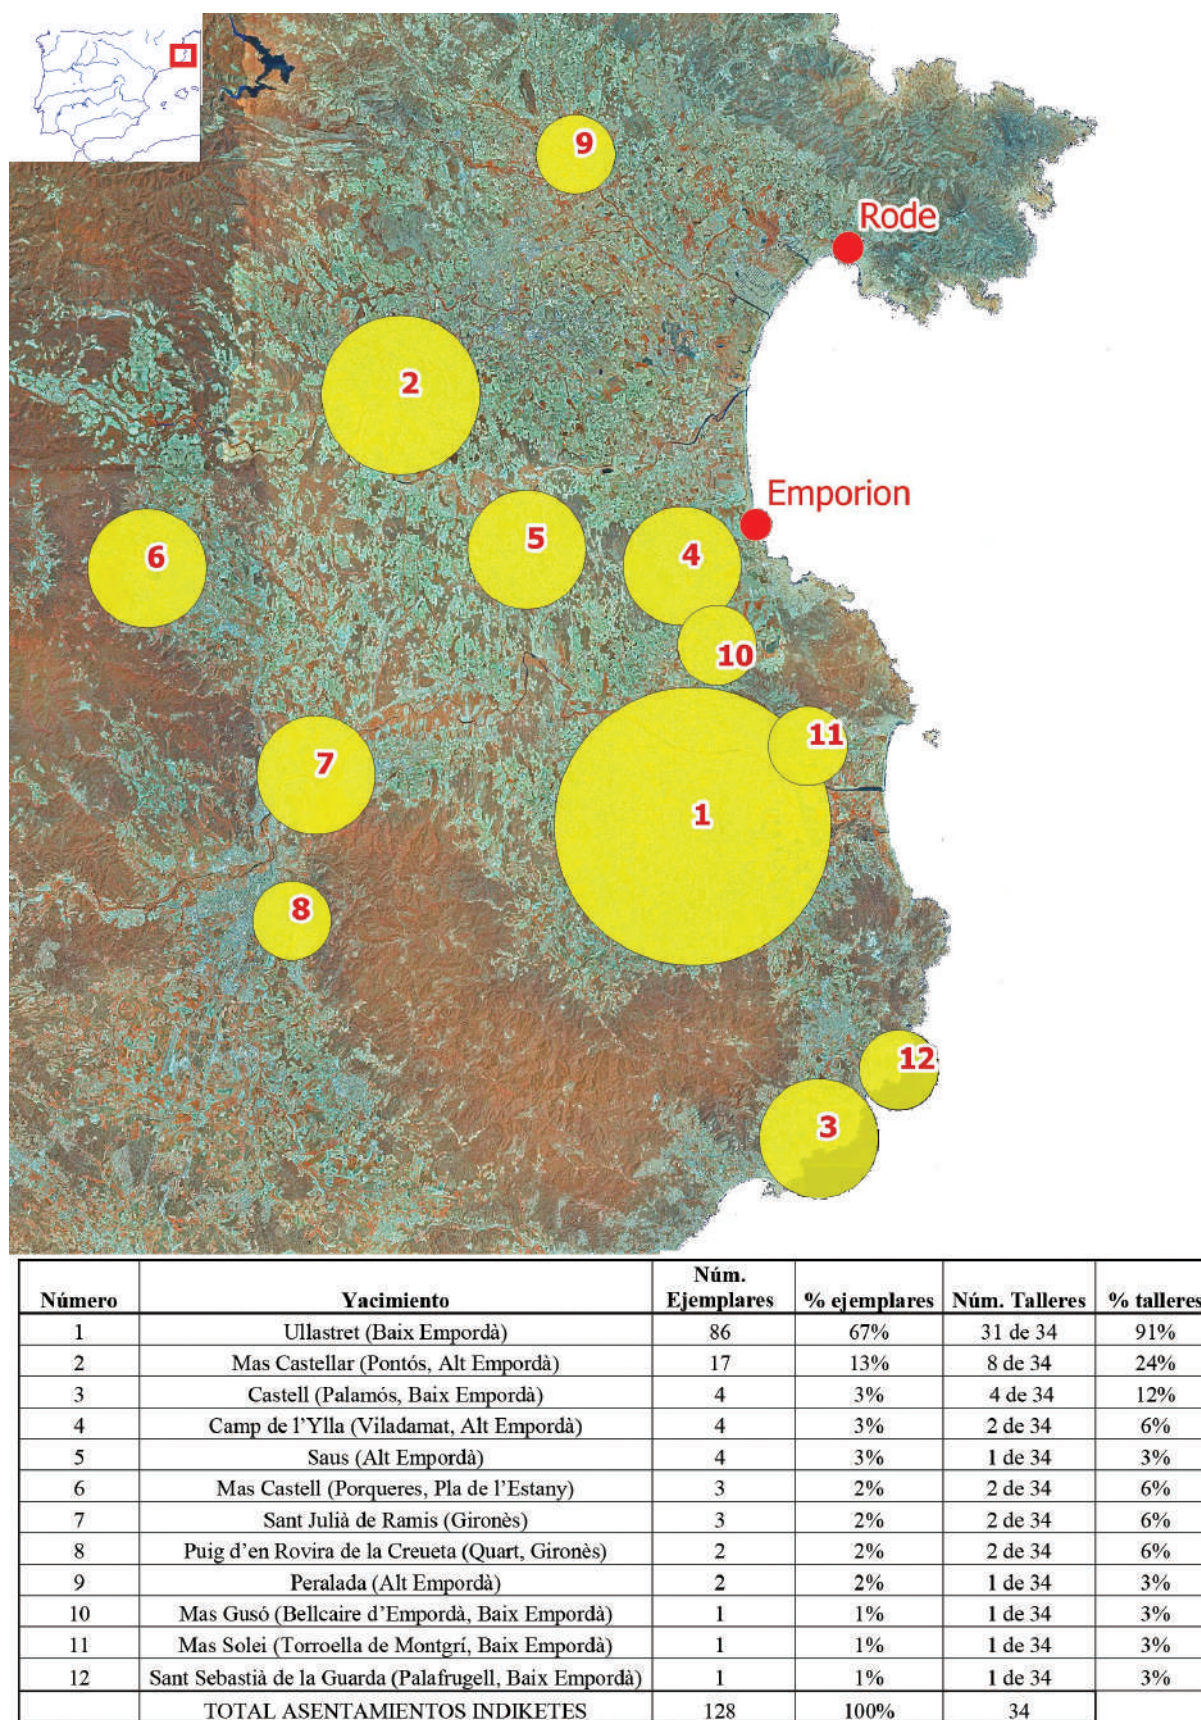 9
Rode
2
Emporion
5
4
6
10
11
7
1
8
12
3
Número Yacimiento Núm. Ejemplares % ejemplares Núm. Talleres % talleres
1 Ullastret (Baix Empordà) 86 67% 31 de 34 91%
2 Mas Castellar (Pontós, Alt Empordà) 17 13% 8 de 34 24%
3 Castell (Palamós, Baix Empordà) 4 3% 4 de 34 12%
4 Camp de l'Ylla (Viladamat, Alt Empordà) 4 3% 2 de 34 6%
5 Saus (Alt Empordà) 4 3% 1 de 34 3%
6 Mas Castell (Porqueres, Pla de l'Estany) 3 2% 2 de 34 6%
7 Sant Julià de Ramis (Gironès) 3 2% 2 de 34 6%
8 Puig d'en Rovira de la Creueta (Quart, Gironès) 2 2% 2 de 34 6%
9 Peralada (Alt Empordà) 2 2% 1 de 34 3%
10 Mas Gusó (Bellcaire d'Empordà, Baix Empordà) 1 1% 1 de 34 3%
11 Mas Solei (Torroella de Montgrí, Baix Empordà) 1 1% 1 de 34 3%
12 Sant Sebastià de la Guarda (Palafrugell, Baix Empordà) 1 1% 1 de 34 3%
TOTAL ASENTAMIENTOS INDIKETES 128 100% 34